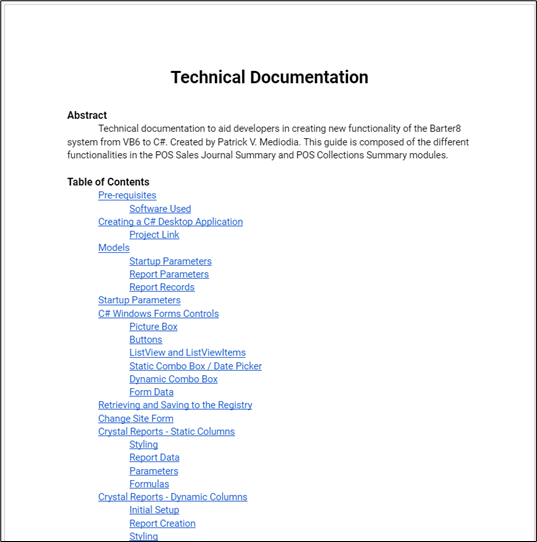 Technical Documentation
Abstract
Technical documentation to aid developers in creating new functionality of the Barter8
system from VB6 to C#. Created by Patrick V. Mediodia. This guide is composed of the different
functionalities in the POS Sales Journal Summary and POS Collections Summary modules.
Table of Contents
Pre-requisites
Software Used
Creating a C# Desktop Application
Project Link
Models
Startup Parameters
Report Parameters
Report Records
Startup Parameters
C# Windows Forms Controls
Picture Box
Buttons
ListView and ListViewItems
Static Combo Box / Date Picker
Dynamic Combo Box
Form Data
Retrieving and Saving to the Registry
Change Site Form
Crystal Reports - Static Columns
Styling
Report Data
Parameters
Formulas
Crystal Reports - Dynamic Columns
Initial Setup
Report Creation
Styling